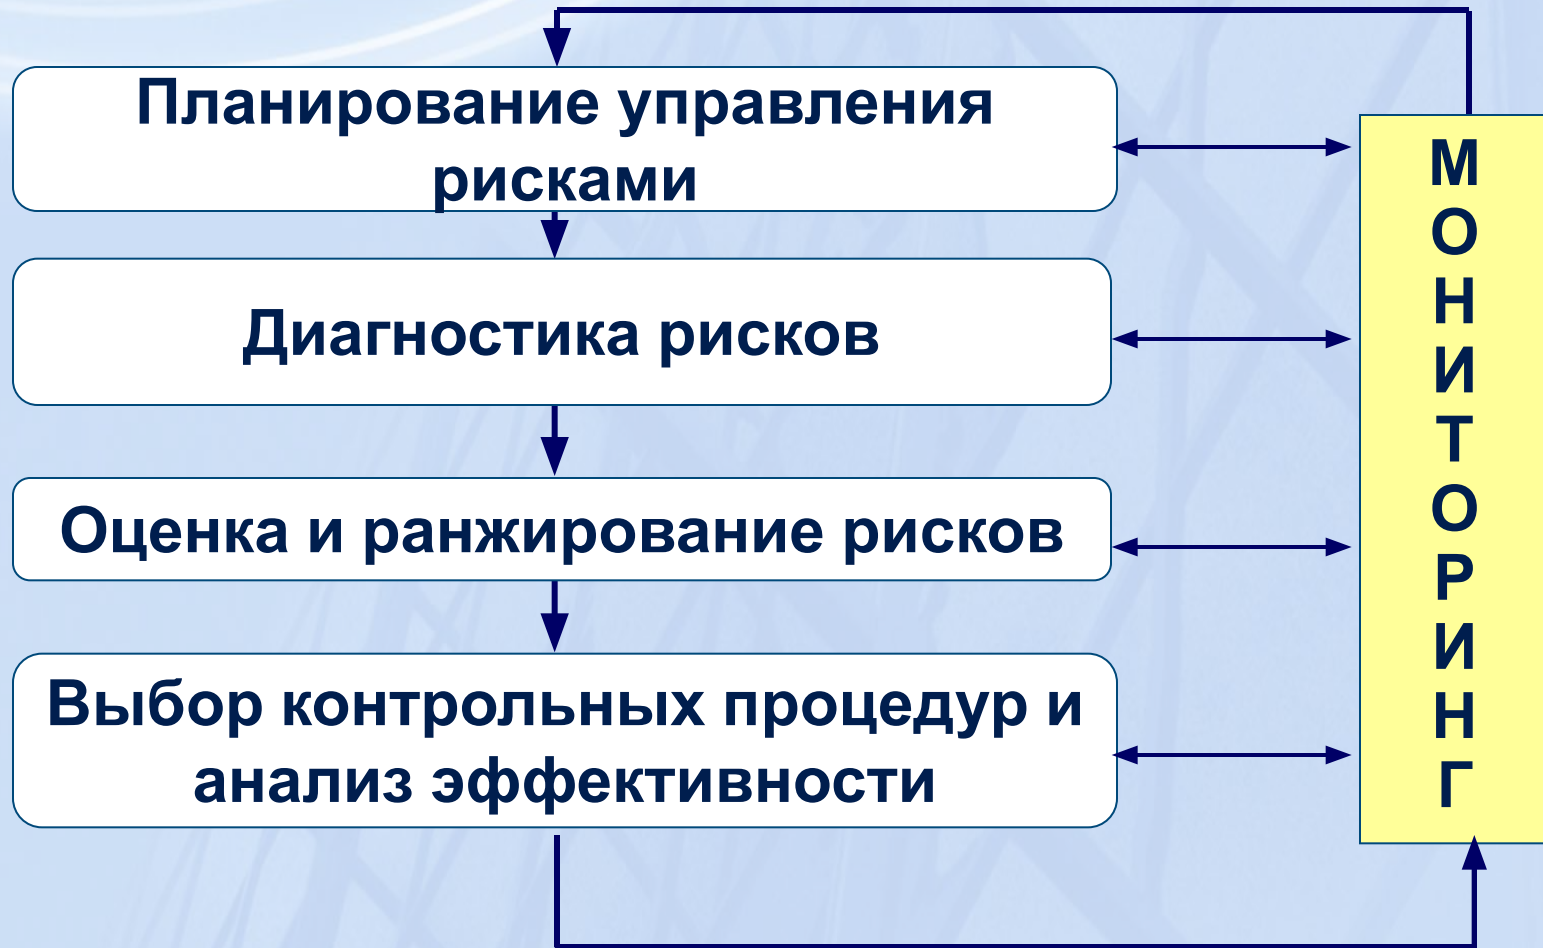 Планирование управления
рисками
Диагностика рисков
Оценка и ранжирование рисков
Выбор контрольных процедур и
анализ эффективности
М
О
Н
И
Т
О
Р
И
Н
Г